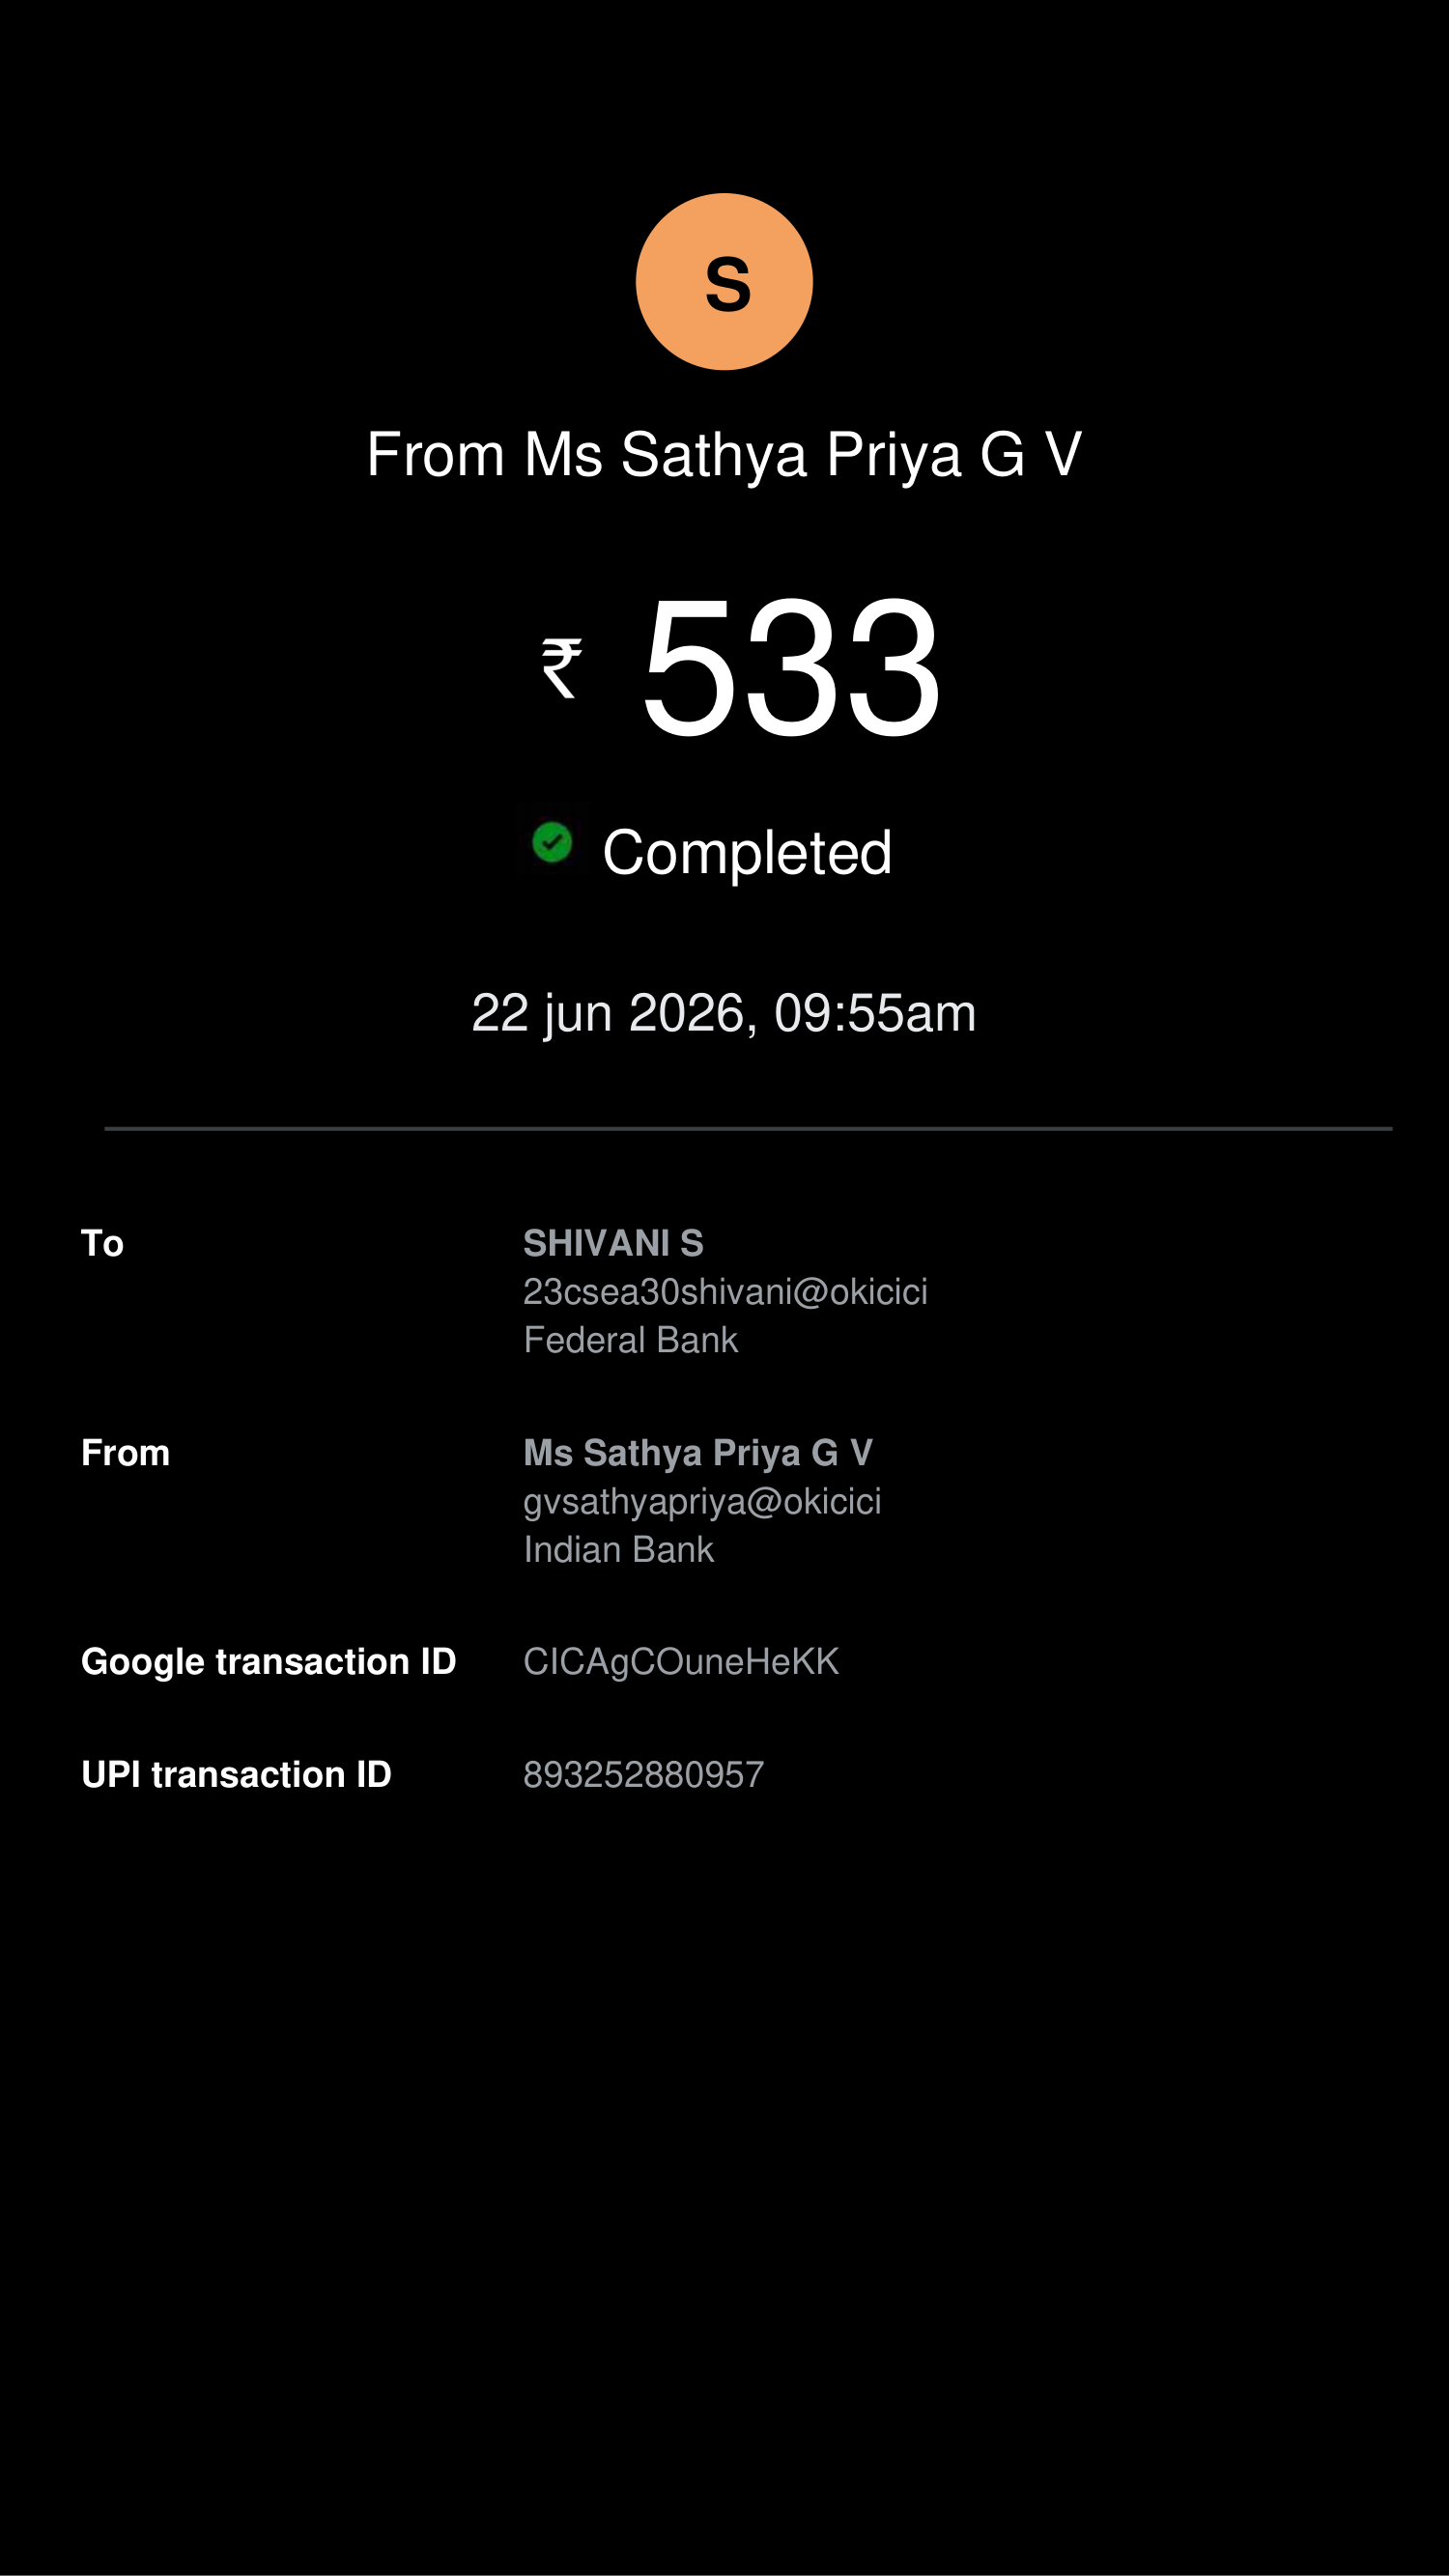 S
From Ms Sathya Priya G V
₹ 533
Completed
22 jun 2026, 09:55am
To SHIVANI S
23csea30shivani@okicici
Federal Bank
From Ms Sathya Priya G V
gvsathyapriya@okicici
Indian Bank
Google transaction ID CICAgCOuneHeKK
UPI transaction ID 893252880957